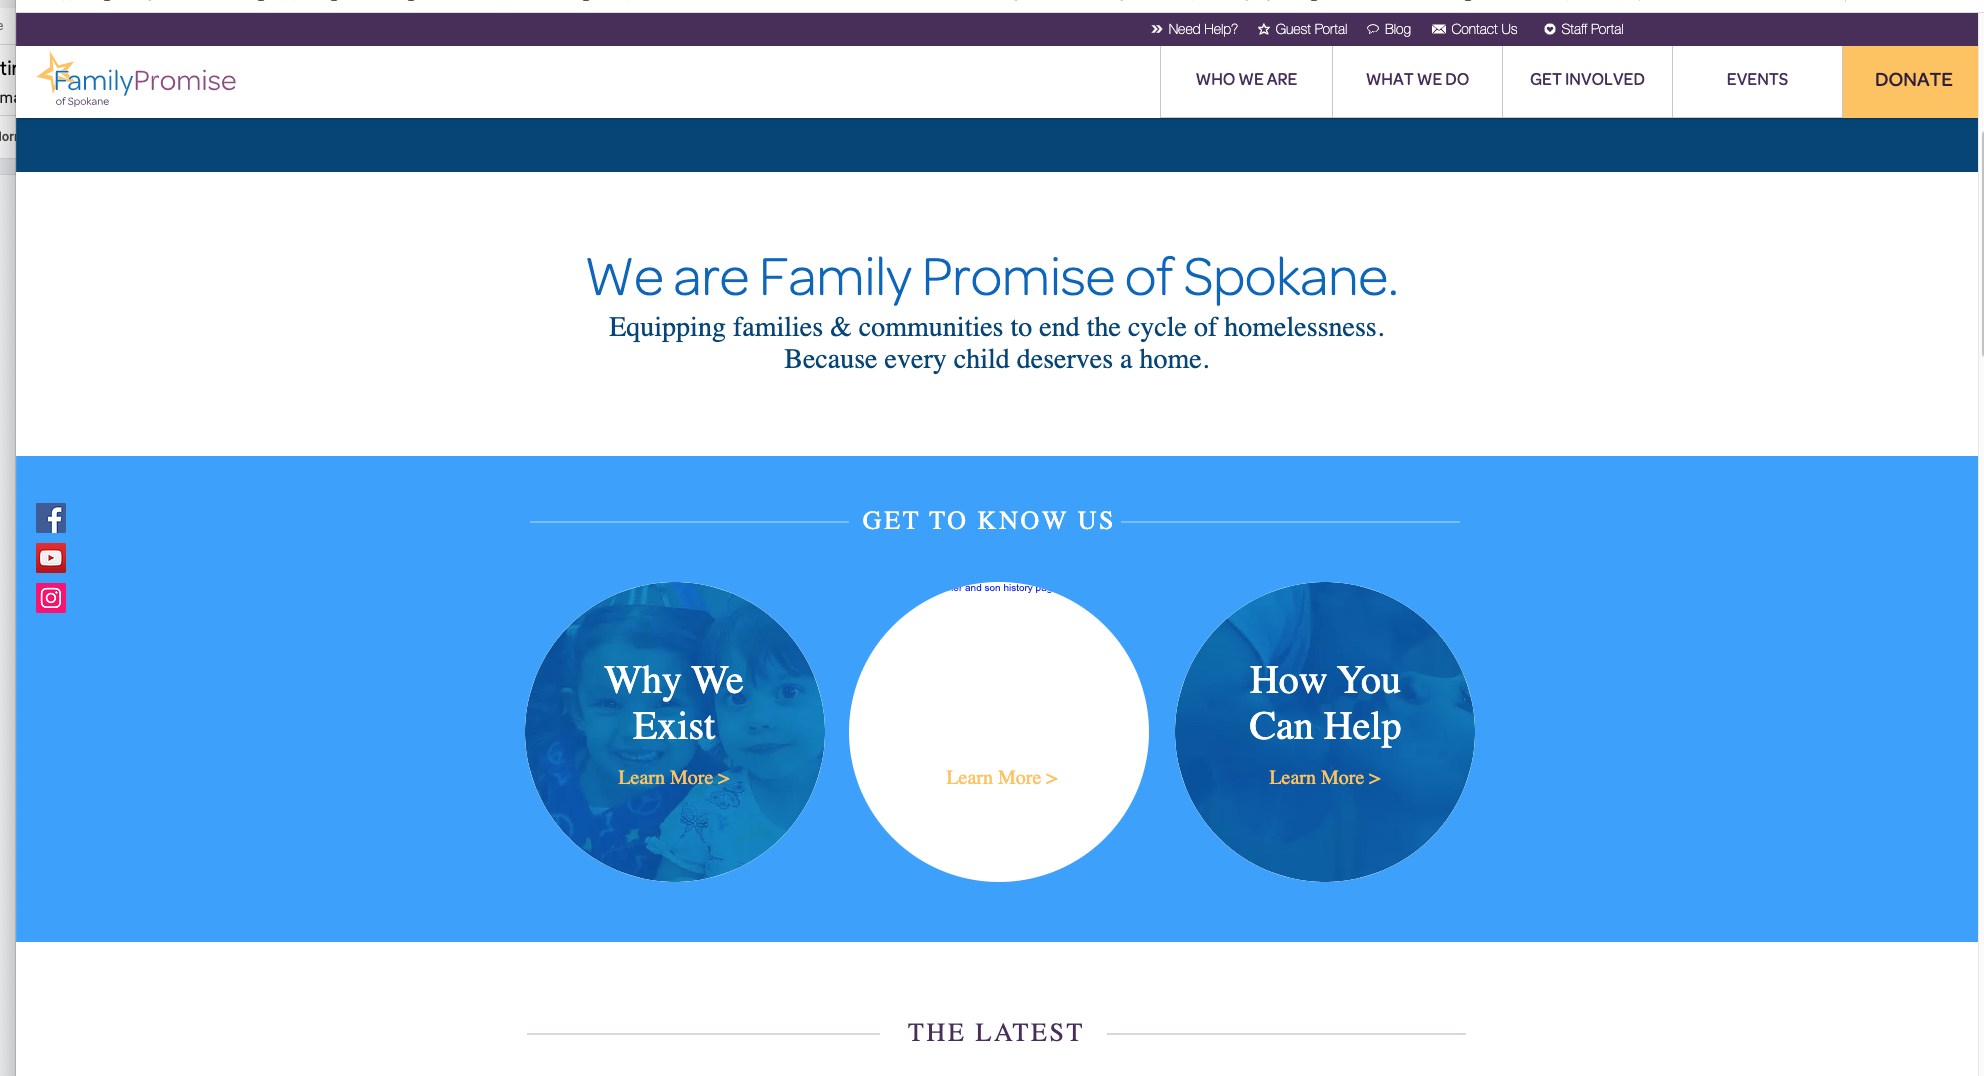 Need Help?
Guest Portal
Blog
Contact Us
Staff Portal
FamilyPromise
of Spokane
WHO WE ARE
WHAT WE DO
GET INVOLVED
EVENTS
DONATE
We are Family Promise of Spokane.
Equipping families & communities to end the cycle of homelessness.
Because every child deserves a home.
GET TO KNOW US
and son history
Why We
Exist
Learn More >
Learn More >
How You
Can Help
Learn More >
THE LATEST